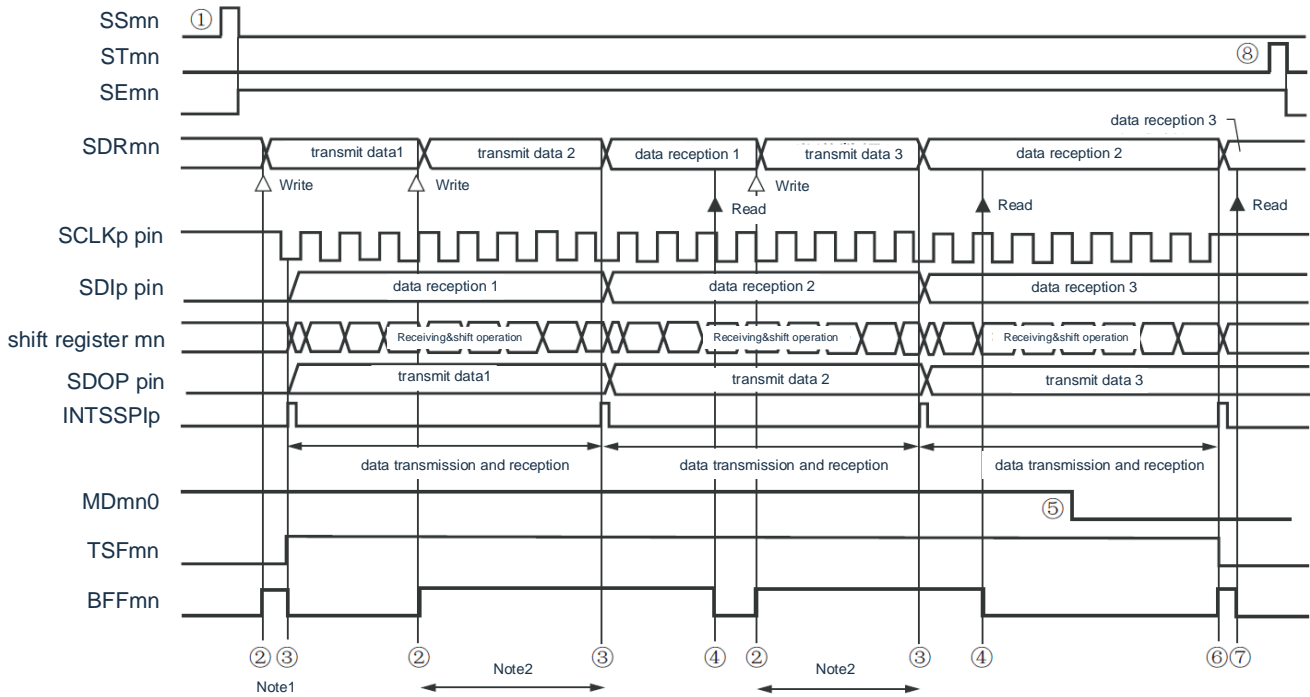 SSmn ①
STmn ⑧
SEmn
data reception 3
SDRmn transmit data1 transmit data 2 data reception 1 transmit data 3 data reception 2
Write Write Write
Read Read Read
SCLKp pin
SDIp pin data reception 1 data reception 2 data reception 3
shift register mn Receiving&shift operation Receiving&shift operation Receiving&shift operation
SDOP pin transmit data1 transmit data 2 transmit data 3
INTSSPIp
data transmission and reception data transmission and reception data transmission and reception
MDmn0 ⑤
TSFmn
BFFmn
② ③ ② ③ ④ ② ③ ④ ⑥ ⑦
Note1 Note2 Note2